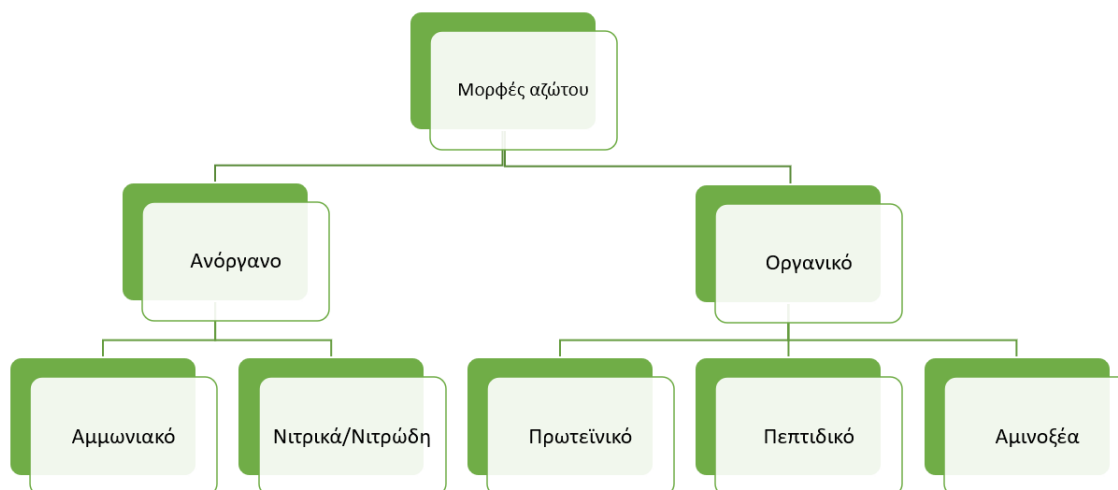 Μορφές αζώτου
Ανόργανο
Οργανικό
Αμμωνιακό
Νιτρικά/Νιτρώδη
Πρωτεϊνικό
Πεπτιδικό
Αμινοξέα